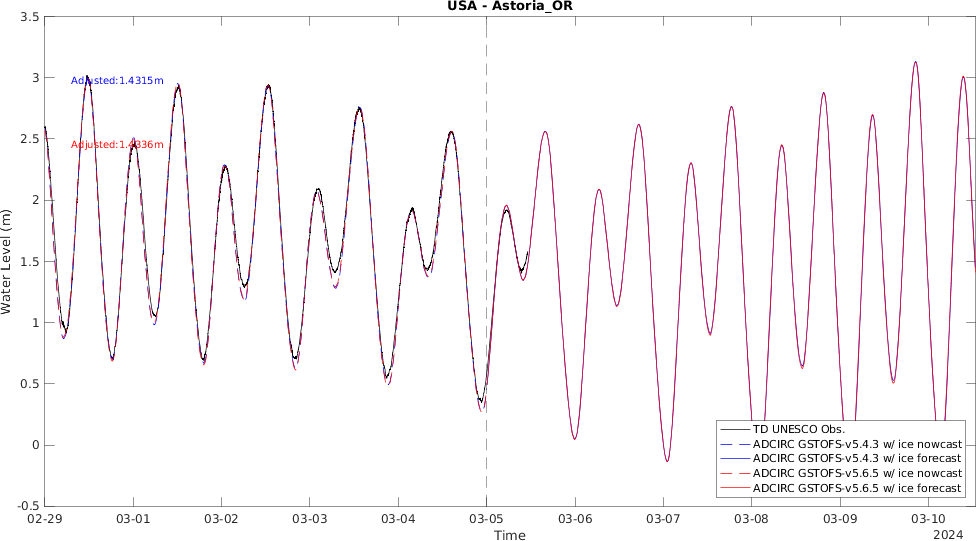 USA - Astoria_OR
3.5
3
2.5
2
1.5
1
0.5
0
-0.5
Water Level (m)
Adjusted:1.4315m
Adjusted:1.4336m
TD UNESCO Obs.
ADCIRC GSTOFS-v5.4.3 w/ ice nowcast
ADCIRC GSTOFS-v5.4.3 w/ ice forecast
ADCIRC GSTOFS-v5.6.5 w/ ice nowcast
ADCIRC GSTOFS-v5.6.5 w/ ice forecast
02-29 03-01 03-02 03-03 03-04 03-05 03-06 03-07 03-08 03-09 03-10
Time
2024